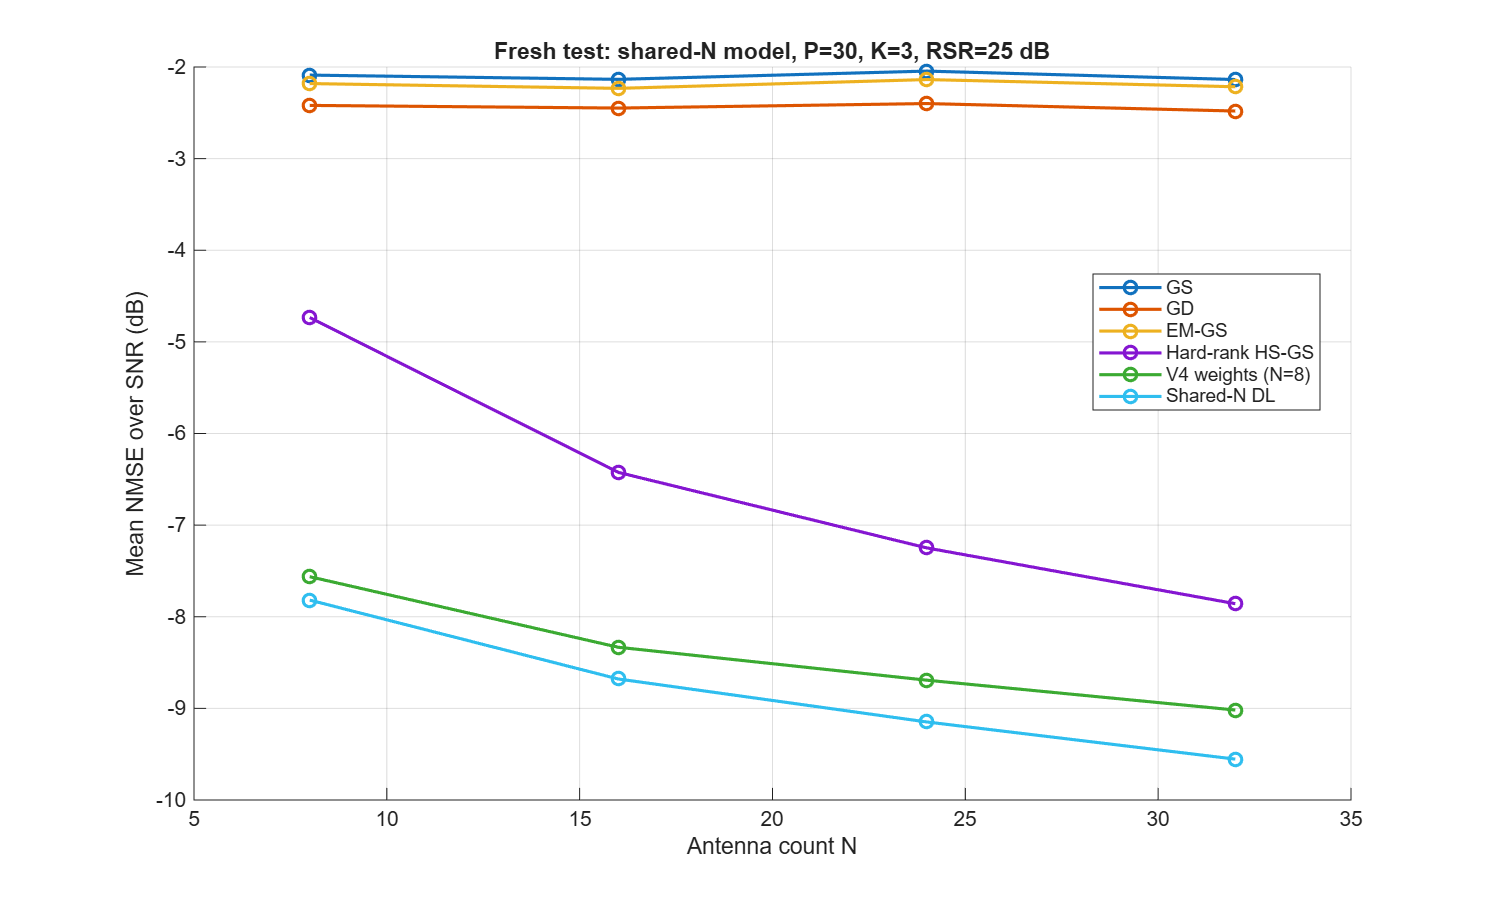 Fresh test: shared-N model, P=30, K=3, RSR=25 dB
-2
-3
-4
-5
-6
-7
-8
-9
-10
Mean NMSE over SNR (dB)
GS
GD
EM-GS
Hard-rank HS-GS
V4 weights (N=8)
Shared-N DL
5 10 15 20 25 30 35
Antenna count N